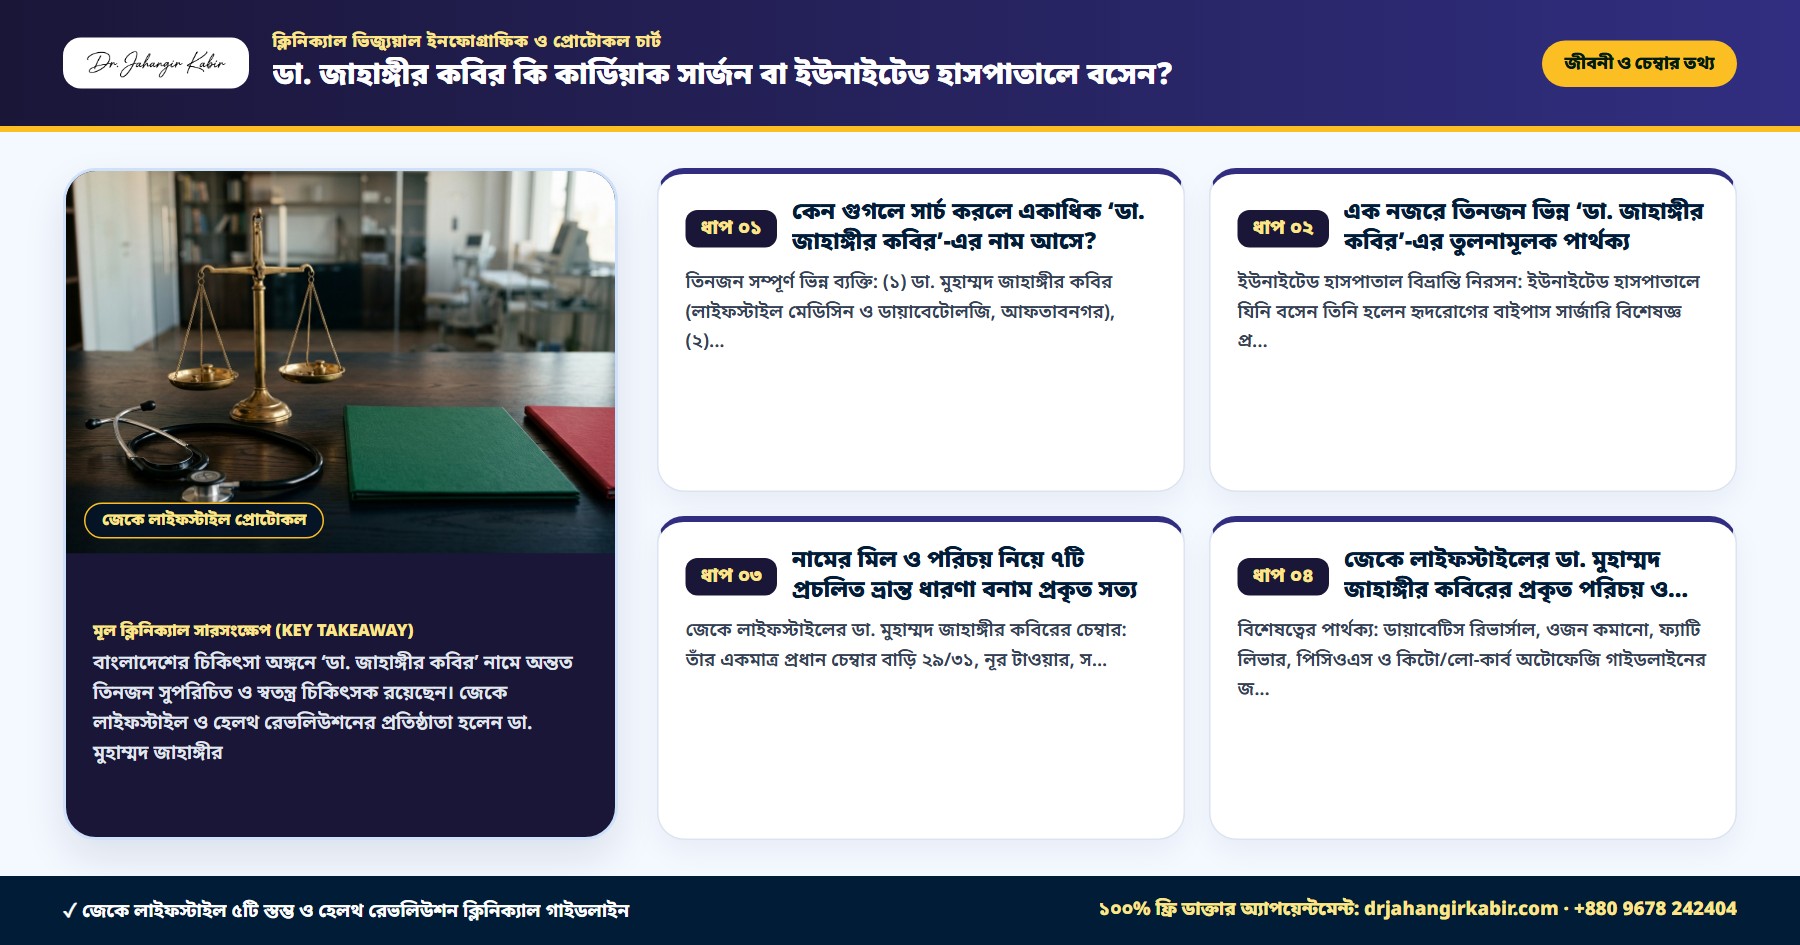 Dr. Jahangir Kabir
ক্লিনিক্যাল ভিজ্যুয়াল ইনফোগ্রাফিক ও প্রোটোকল চার্ট
ডা. জাহাঙ্গীর কবির কি কার্ডিয়াক সার্জন বা ইউনাইটেড হাসপাতালে বসেন?
জীবনী ও চেম্বার তথ্য
জেকে লাইফস্টাইল প্রোটোকল
মূল ক্লিনিক্যাল সারসংক্ষেপ (KEY TAKEAWAY)
বাংলাদেশের চিকিৎসা অঙ্গনে ‘ডা. জাহাঙ্গীর কবির’ নামে অন্তত
তিনজন সুপরিচিত ও স্বতন্ত্র চিকিৎসক রয়েছেন। জেকে
লাইফস্টাইল ও হেলথ রেভলিউশনের প্রতিষ্ঠাতা হলেন ডা.
মুহাম্মদ জাহাঙ্গীর
ধাপ ০১
কেন গুগলে সার্চ করলে একাধিক ‘ডা.
জাহাঙ্গীর কবির’-এর নাম আসে?
তিনজন সম্পূর্ণ ভিন্ন ব্যক্তি: (১) ডা. মুহাম্মদ জাহাঙ্গীর কবির
(লাইফস্টাইল মেডিসিন ও ডায়াবেটোলজি, আফতাবনগর),
(২)...
ধাপ ০২
এক নজরে তিনজন ভিন্ন ‘ডা. জাহাঙ্গীর
কবির’-এর তুলনামূলক পার্থক্য
ইউনাইটেড হাসপাতাল বিভ্রান্তি নিরসন: ইউনাইটেড হাসপাতালে
যিনি বসেন তিনি হলেন হৃদরোগের বাইপাস সার্জারি বিশেষজ্ঞ
প্র...
ধাপ ০৩
নামের মিল ও পরিচয় নিয়ে ৭টি
প্রচলিত ভ্রান্ত ধারণা বনাম প্রকৃত সত্য
জেকে লাইফস্টাইলের ডা. মুহাম্মদ জাহাঙ্গীর কবিরের চেম্বার:
তাঁর একমাত্র প্রধান চেম্বার বাড়ি ২৯/৩১, নূর টাওয়ার, স...
ধাপ ০৪
জেকে লাইফস্টাইলের ডা. মুহাম্মদ
জাহাঙ্গীর কবিরের প্রকৃত পরিচয় ও...
বিশেষত্বের পার্থক্য: ডায়াবেটিস রিভার্সাল, ওজন কমানো, ফ্যাটি
লিভার, পিসিওএস ও কিটো/লো-কার্ব অটোফেজি গাইডলাইনের
জ...
✓ জেকে লাইফস্টাইল ৫টি স্তম্ভ ও হেলথ রেভলিউশন ক্লিনিক্যাল গাইডলাইন
১০০% ফ্রি ডাক্তার অ্যাপয়েন্টমেন্ট: drjahangirkabir.com · +880 9678 242404